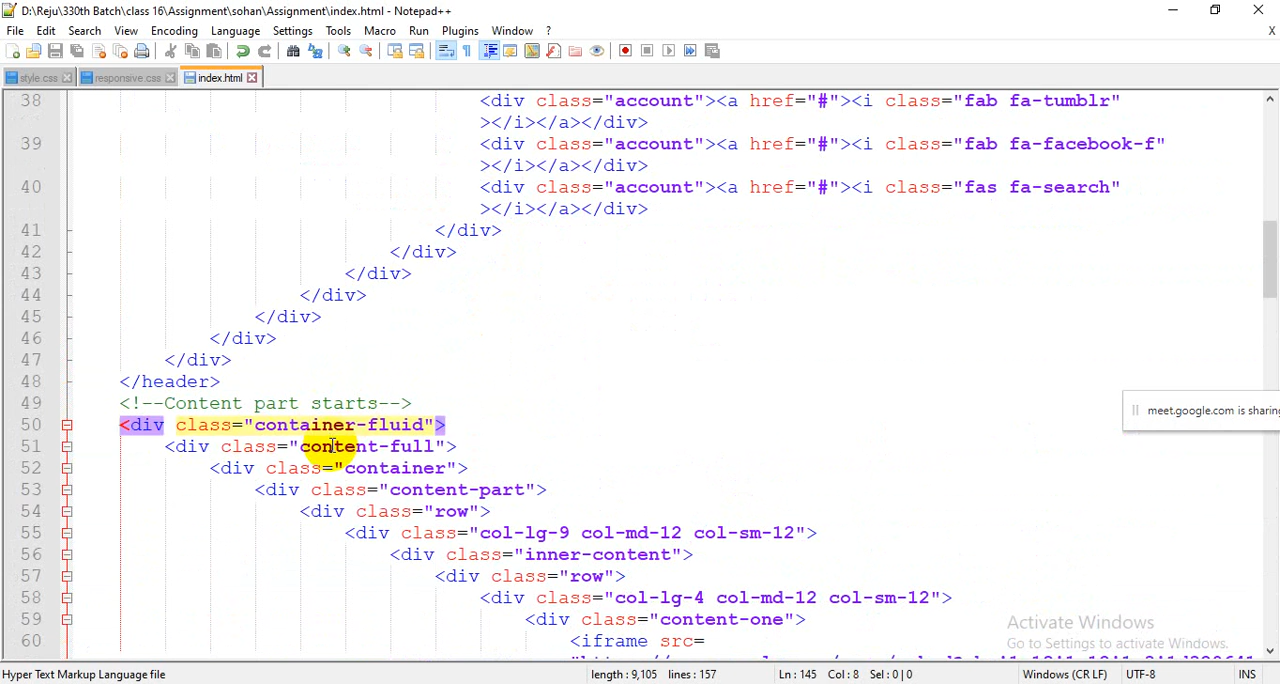 D:\Reju\330th Batch\class 16\Assignment\sohan\Assignment\index.html - Notepad++
File Edit Search View Encoding Language Settings Tools Macro Run Plugins Window ? X
style.css responsive.css index.html
38 <div class="account"><a href="#"><i class="fab fa-tumblr"
></i></a></div>
39 <div class="account"><a href="#"><i class="fab fa-facebook-f"
></i></a></div>
40 <div class="account"><a href="#"><i class="fas fa-search"
></i></a></div>
41 </div>
42 </div>
43 </div>
44 </div>
45 </div>
46 </div>
47 </div>
48 </header>
49 <!--Content part starts-->
50 <div class="container-fluid">
51 <div class="content-full">
52 <div class="container">
53 <div class="content-part">
54 <div class="row">
55 <div class="col-lg-9 col-md-12 col-sm-12">
56 <div class="inner-content">
57 <div class="row">
58 <div class="col-lg-4 col-md-12 col-sm-12">
59 <div class="content-one">
60 <iframe src=
meet.google.com is sharing
Activate Windows
Go to Settings to activate Windows.
Hyper Text Markup Language file length : 9,105 lines : 157 Ln : 145 Col : 8 Sel : 0 | 0 Windows (CR LF) UTF-8 INS